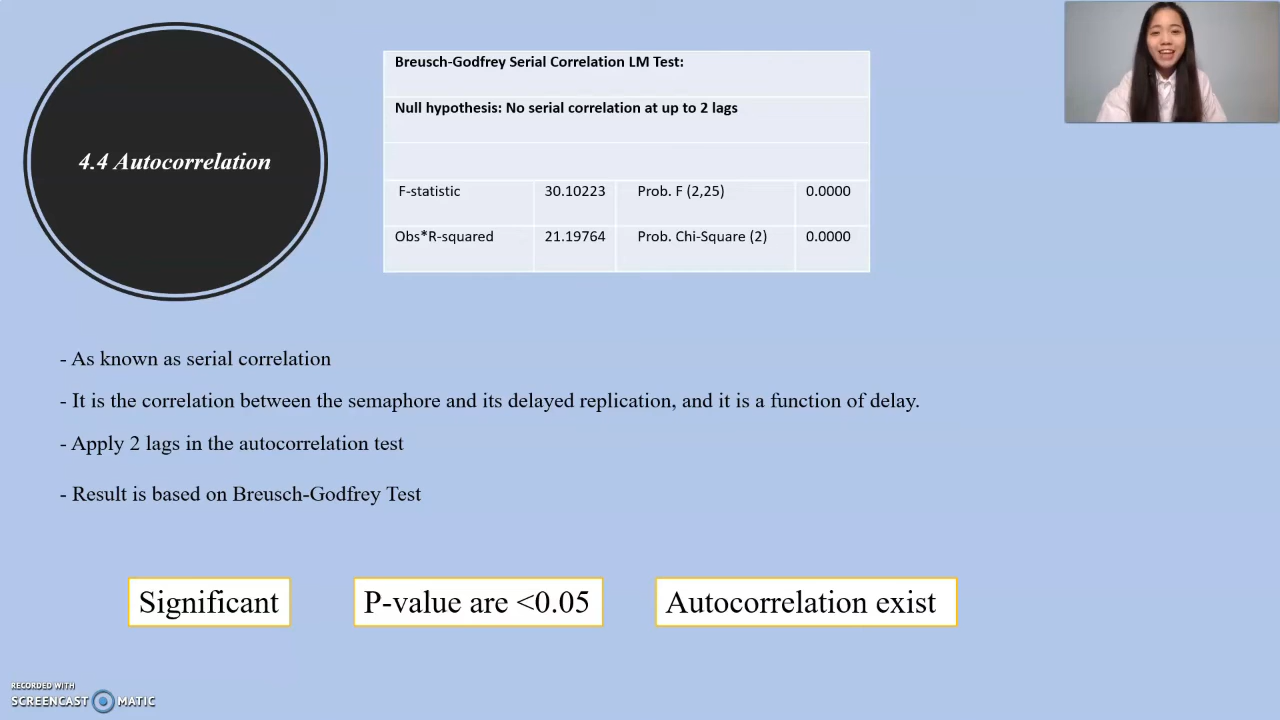 4.4 Autocorrelation
Breusch-Godfrey Serial Correlation LM Test:
Null hypothesis: No serial correlation at up to 2 lags
F-statistic 30.10223 Prob. F (2,25) 0.0000
Obs*R-squared 21.19764 Prob. Chi-Square (2) 0.0000
- As known as serial correlation
- It is the correlation between the semaphore and its delayed replication, and it is a function of delay.
- Apply 2 lags in the autocorrelation test
- Result is based on Breusch-Godfrey Test
Significant P-value are <0.05 Autocorrelation exist
RECORDED WITH
SCREENCAST MATIC